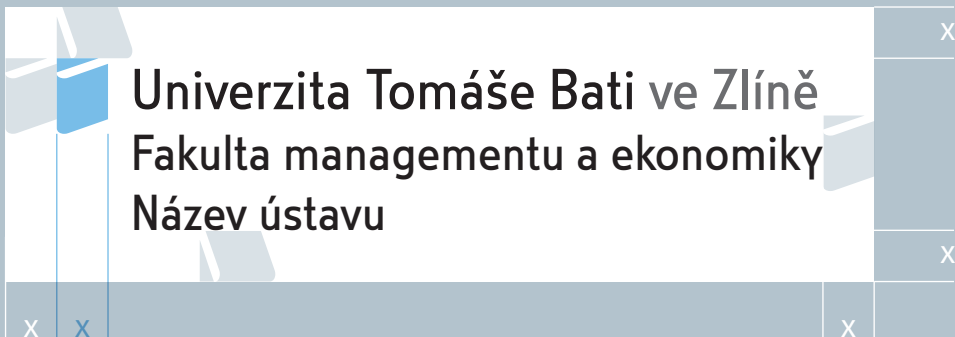 x
Univerzita Tomáše Bati ve Zlíně
Fakulta managementu a ekonomiky
Název ústavu
x
x x x